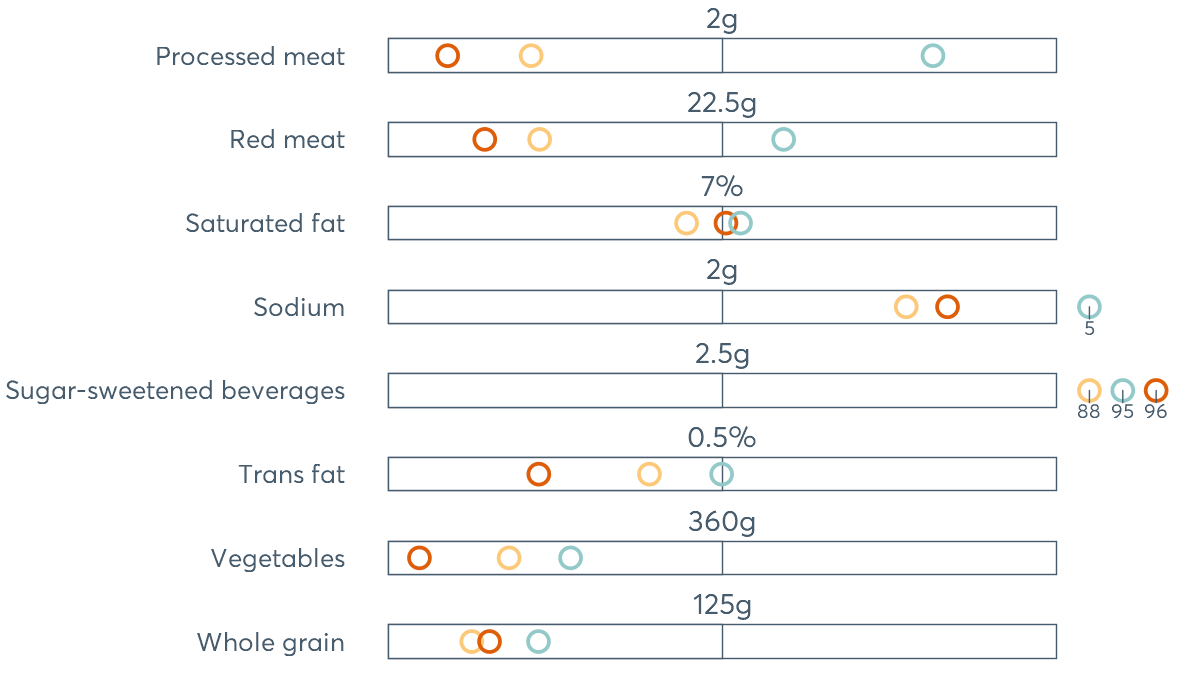 2g
Processed meat
22.5g
Red meat
7%
Saturated fat
2g
Sodium
5
2.5g
Sugar-sweetened beverages
88 95 96
0.5%
Trans fat
360g
Vegetables
125g
Whole grain